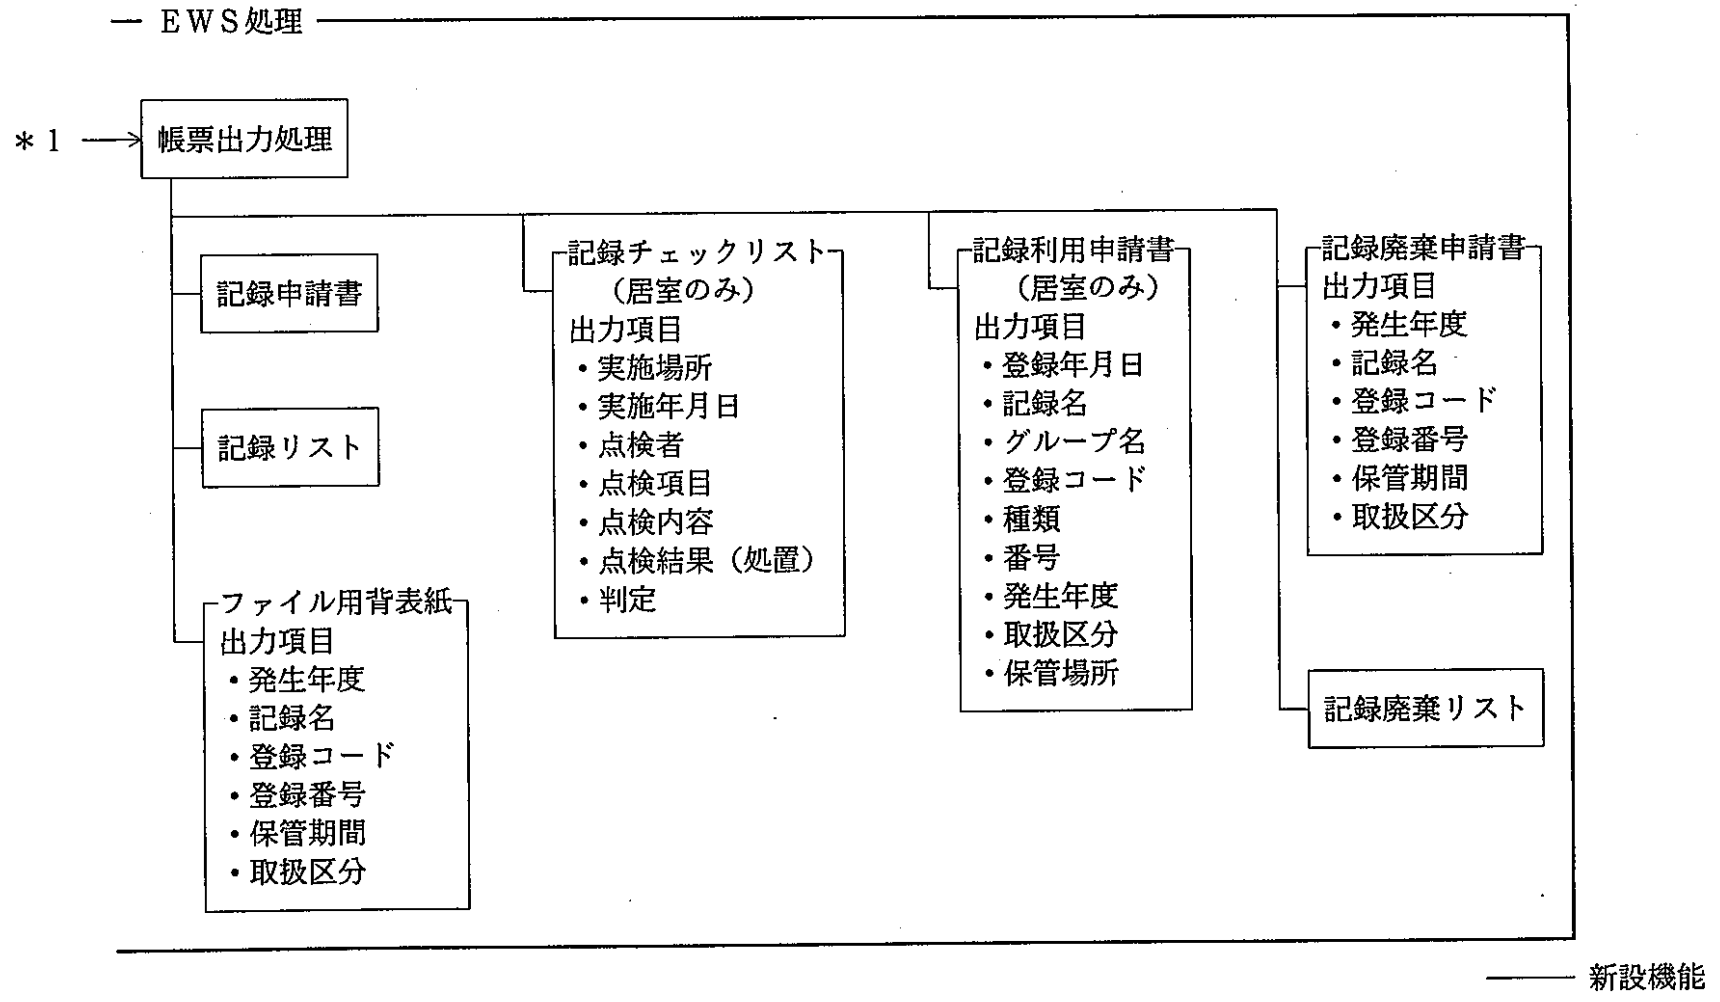 EWS処理
＊1
帳票出力処理
記録申請書
記録リスト
ファイル用背表紙
出力項目
・発生年度
・記録名
・登録コード
・登録番号
・保管期間
・取扱区分
記録チェックリスト
（居室のみ）
出力項目
・実施場所
・実施年月日
・点検者
・点検項目
・点検内容
・点検結果（処置）
・判定
記録利用申請書
（居室のみ）
出力項目
・登録年月日
・記録名
・グループ名
・登録コード
・種類
・番号
・発生年度
・取扱区分
・保管場所
記録廃棄申請書
出力項目
・発生年度
・記録名
・登録コード
・登録番号
・保管期間
・取扱区分
記録廃棄リスト
新設機能